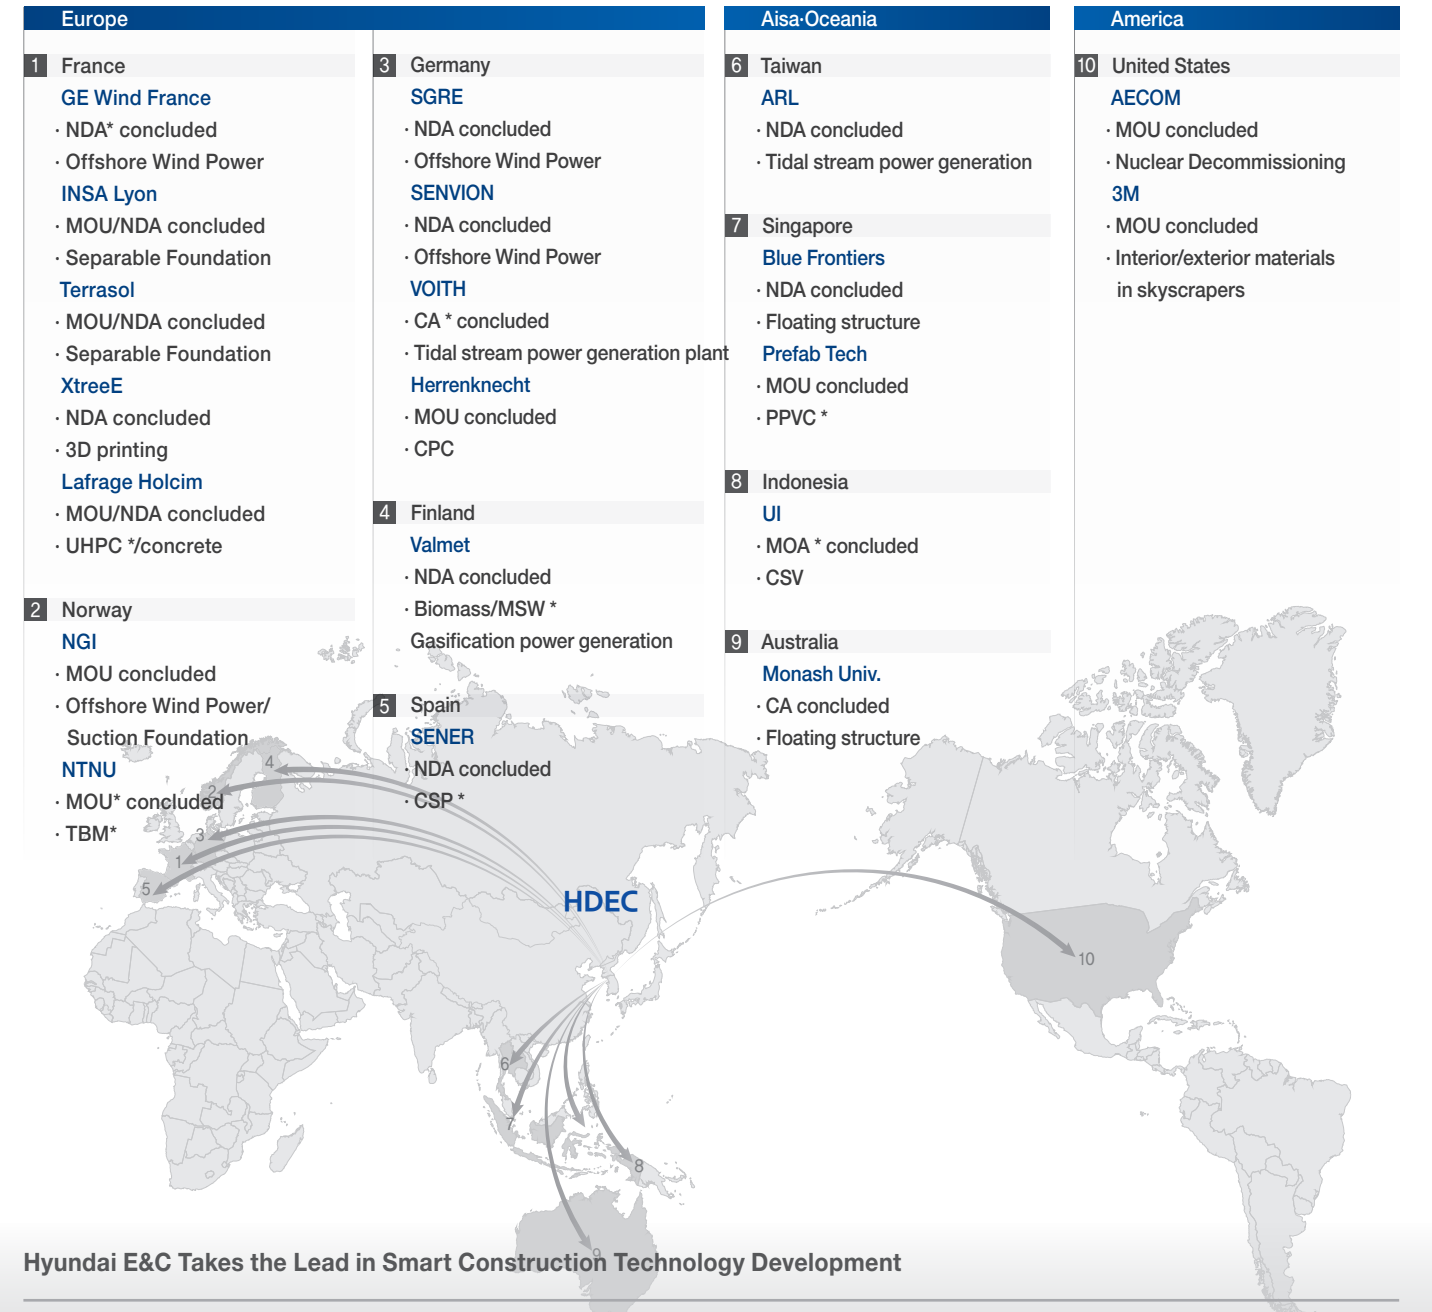 Europe
1 France
GE Wind France
· NDA* concluded
· Offshore Wind Power
INSA Lyon
· MOU/NDA concluded
· Separable Foundation
Terrasol
· MOU/NDA concluded
· Separable Foundation
XtreeE
· NDA concluded
· 3D printing
Lafrage Holcim
· MOU/NDA concluded
· UHPC */concrete
2 Norway
NGI
· MOU concluded
· Offshore Wind Power/
Suction Foundation
NTNU
· MOU* concluded
· TBM*
3 Germany
SGRE
· NDA concluded
· Offshore Wind Power
SENVION
· NDA concluded
· Offshore Wind Power
VOITH
· CA * concluded
· Tidal stream power generation plant
Herrenknecht
· MOU concluded
· CPC
4 Finland
Valmet
· NDA concluded
· Biomass/MSW *
Gasification power generation
5 Spain
SENER
· NDA concluded
· CSP *
Aisa·Oceania
6 Taiwan
ARL
· NDA concluded
· Tidal stream power generation
7 Singapore
Blue Frontiers
· NDA concluded
· Floating structure
Prefab Tech
· MOU concluded
· PPVC *
8 Indonesia
UI
· MOA * concluded
· CSV
9 Australia
Monash Univ.
· CA concluded
· Floating structure
America
10 United States
AECOM
· MOU concluded
· Nuclear Decommissioning
3M
· MOU concluded
· Interior/exterior materials
in skyscrapers
4
2
3
1
5
HDEC
10
6
7
8
9
Hyundai E&C Takes the Lead in Smart Construction Technology Development